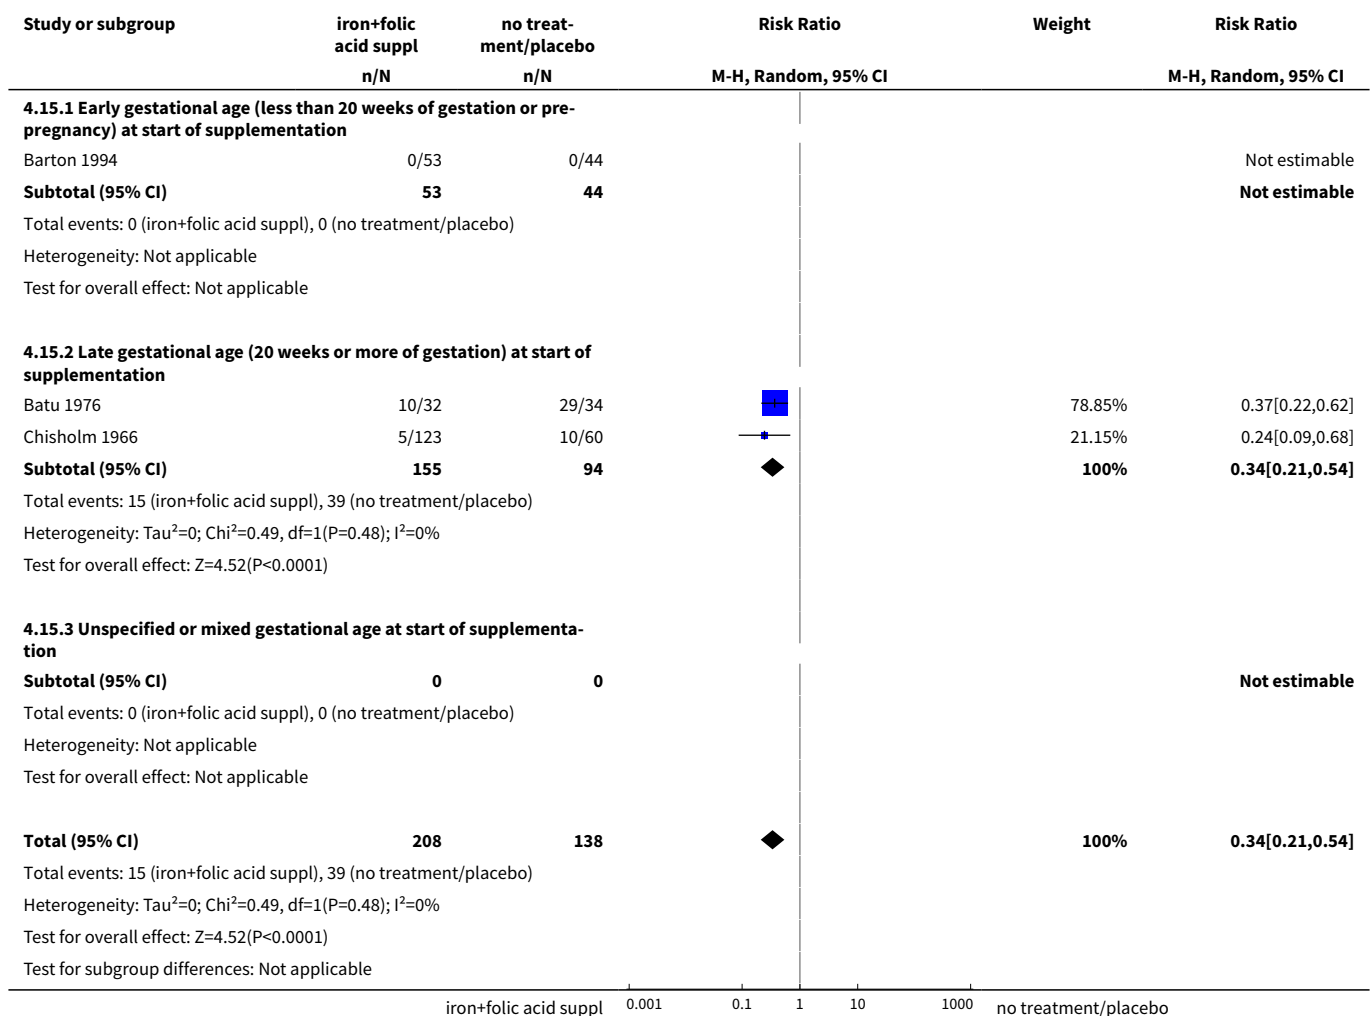 Study or subgroup iron+folic no treat- Risk Ratio Weight Risk Ratio
acid suppl ment/placebo
n/N n/N M-H, Random, 95% CI M-H, Random, 95% CI
4.15.1 Early gestational age (less than 20 weeks of gestation or pre-
pregnancy) at start of supplementation
Barton 1994 0/53 0/44 Not estimable
Subtotal (95% CI) 53 44 Not estimable
Total events: 0 (iron+folic acid suppl), 0 (no treatment/placebo)
Heterogeneity: Not applicable
Test for overall effect: Not applicable
4.15.2 Late gestational age (20 weeks or more of gestation) at start of
supplementation
Batu 1976 10/32 29/34 78.85% 0.37[0.22,0.62]
Chisholm 1966 5/123 10/60 21.15% 0.24[0.09,0.68]
Subtotal (95% CI) 155 94 100% 0.34[0.21,0.54]
Total events: 15 (iron+folic acid suppl), 39 (no treatment/placebo)
Heterogeneity: Tau²=0; Chi²=0.49, df=1(P=0.48); I²=0%
Test for overall effect: Z=4.52(P<0.0001)
4.15.3 Unspecified or mixed gestational age at start of supplementa-
tion
Subtotal (95% CI) 0 0 Not estimable
Total events: 0 (iron+folic acid suppl), 0 (no treatment/placebo)
Heterogeneity: Not applicable
Test for overall effect: Not applicable
Total (95% CI) 208 138 100% 0.34[0.21,0.54]
Total events: 15 (iron+folic acid suppl), 39 (no treatment/placebo)
Heterogeneity: Tau²=0; Chi²=0.49, df=1(P=0.48); I²=0%
Test for overall effect: Z=4.52(P<0.0001)
Test for subgroup differences: Not applicable
iron+folic acid suppl 0.001 0.1 1 10 1000 no treatment/placebo